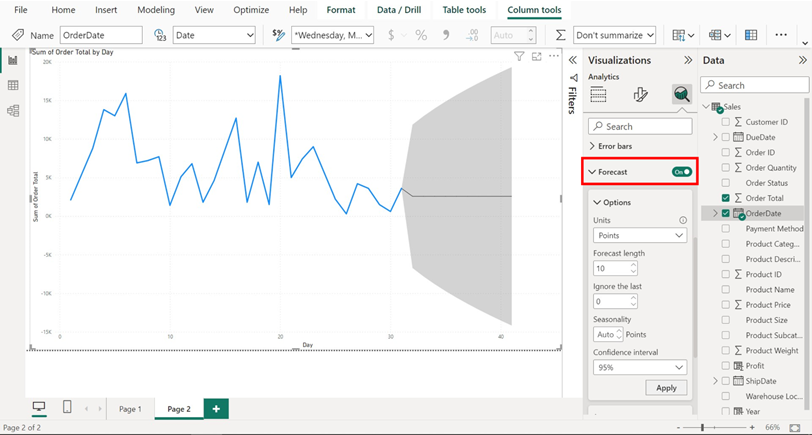 File Home Insert Modeling View Optimize Help Format Data / Drill Table tools Column tools
Name OrderDate Date *Wednesday, M... $ % Auto Don't summarize ...
Sum of Order Total by Day
Sum of Order Total
20K
15K
10K
5K
0K
-5K
-10K
-15K
0 10 20 30 40
Day
Filters
Visualizations
Analytics
Search
Error bars
Forecast On
Options
Units
Points
Forecast length
10
Ignore the last
0
Seasonality
Auto Points
Confidence interval
95%
Apply
Data
Search
Sales
Customer ID
DueDate
Order ID
Order Quantity
Order Status
Order Total
OrderDate
Payment Method
Product Categ...
Product Descri...
Product ID
Product Name
Product Price
Product Size
Product Subcat...
Product Weight
Profit
ShipDate
Warehouse Loc...
Year
Page 1 Page 2 +
Page 2 of 2
- + 66%